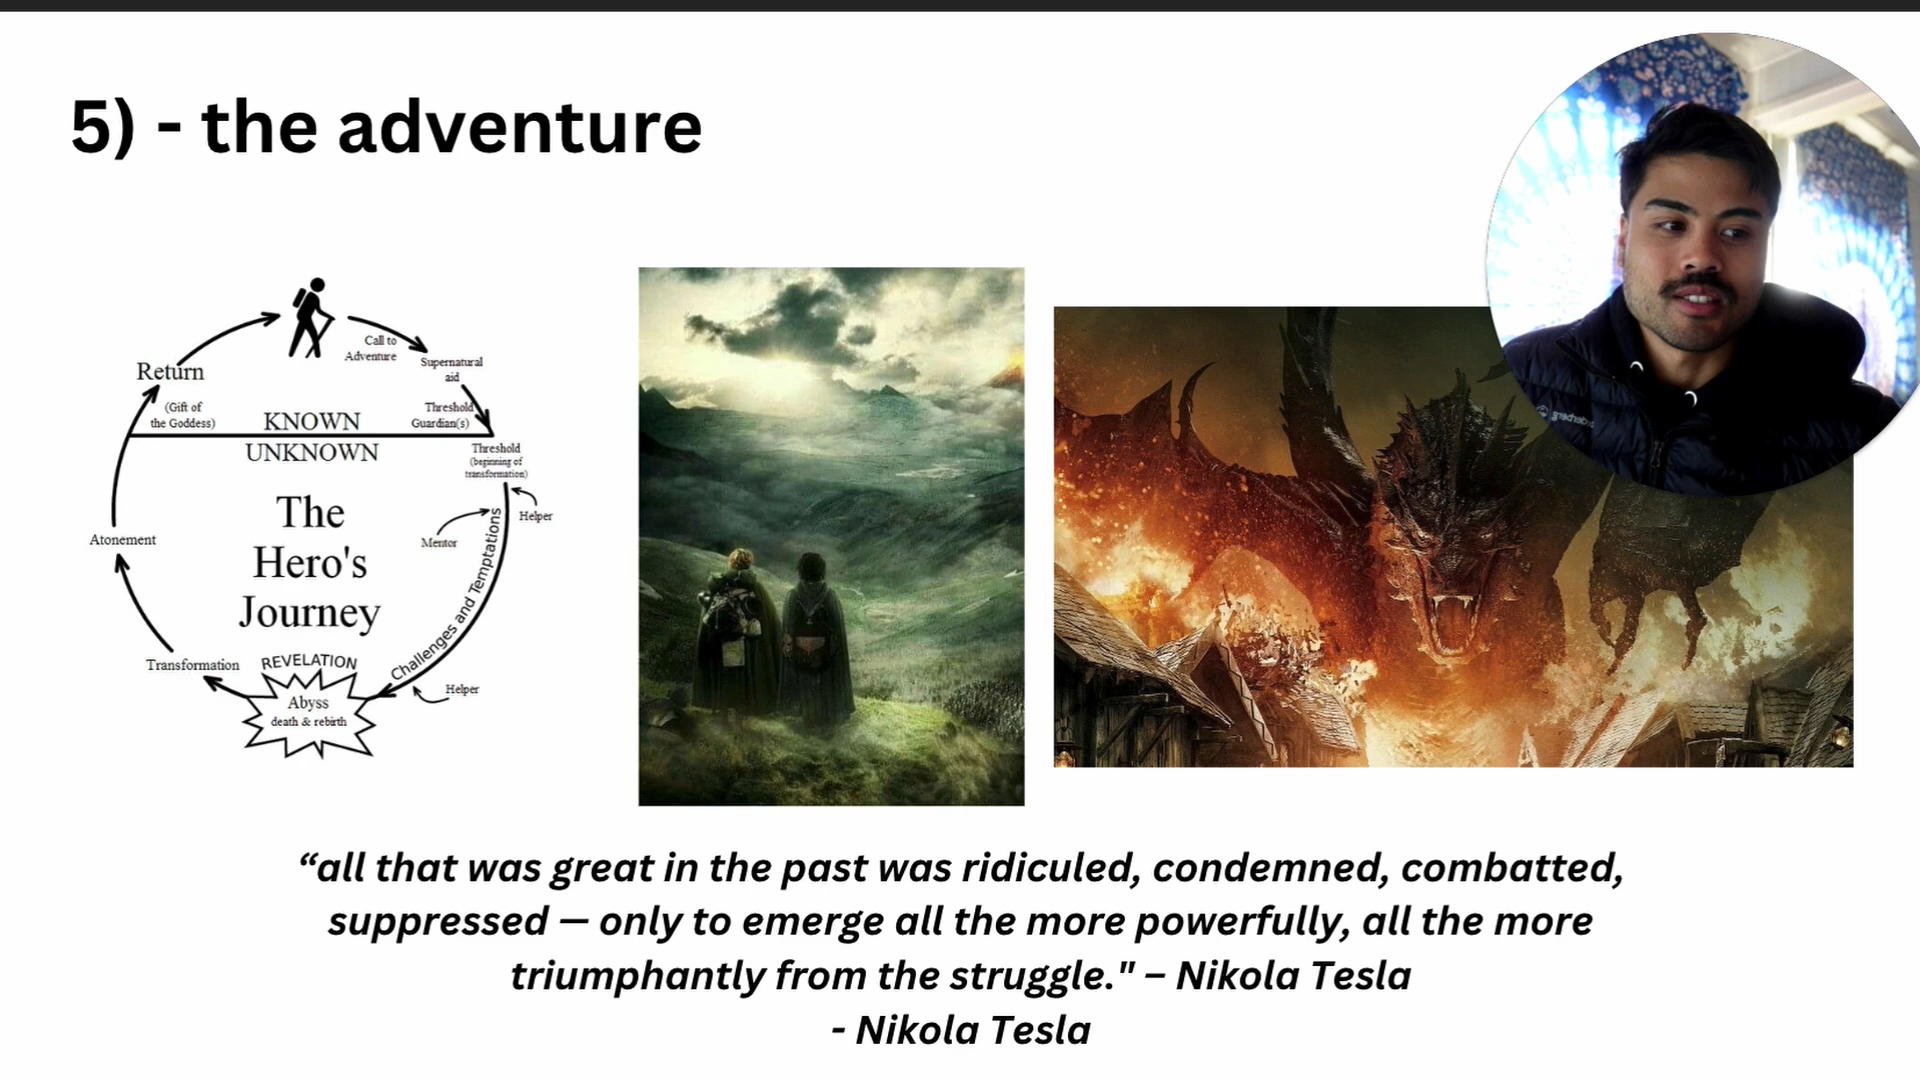 5) - the adventure
Call to
Adventure
Supernatural
aid
Return
(Gift of
the Goddess)
KNOWN
Threshold
Guardian(s)
UNKNOWN
Threshold
(beginning of
transformation)
The
Hero's
Journey
Helper
Mentor
Challenges and Temptations
Atonement
Transformation
REVELATION
Abyss
death & rebirth
Helper
“all that was great in the past was ridiculed, condemned, combatted,
suppressed — only to emerge all the more powerfully, all the more
triumphantly from the struggle." – Nikola Tesla
- Nikola Tesla